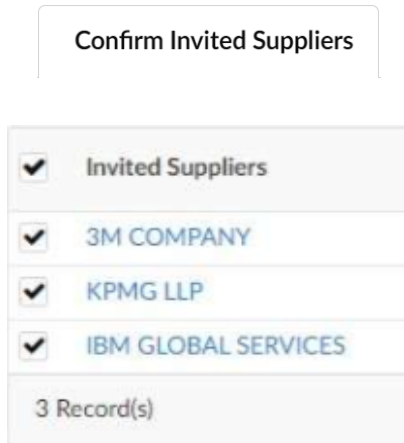 Confirm Invited Suppliers
Invited Suppliers
3M COMPANY
KPMG LLP
IBM GLOBAL SERVICES
3 Record(s)